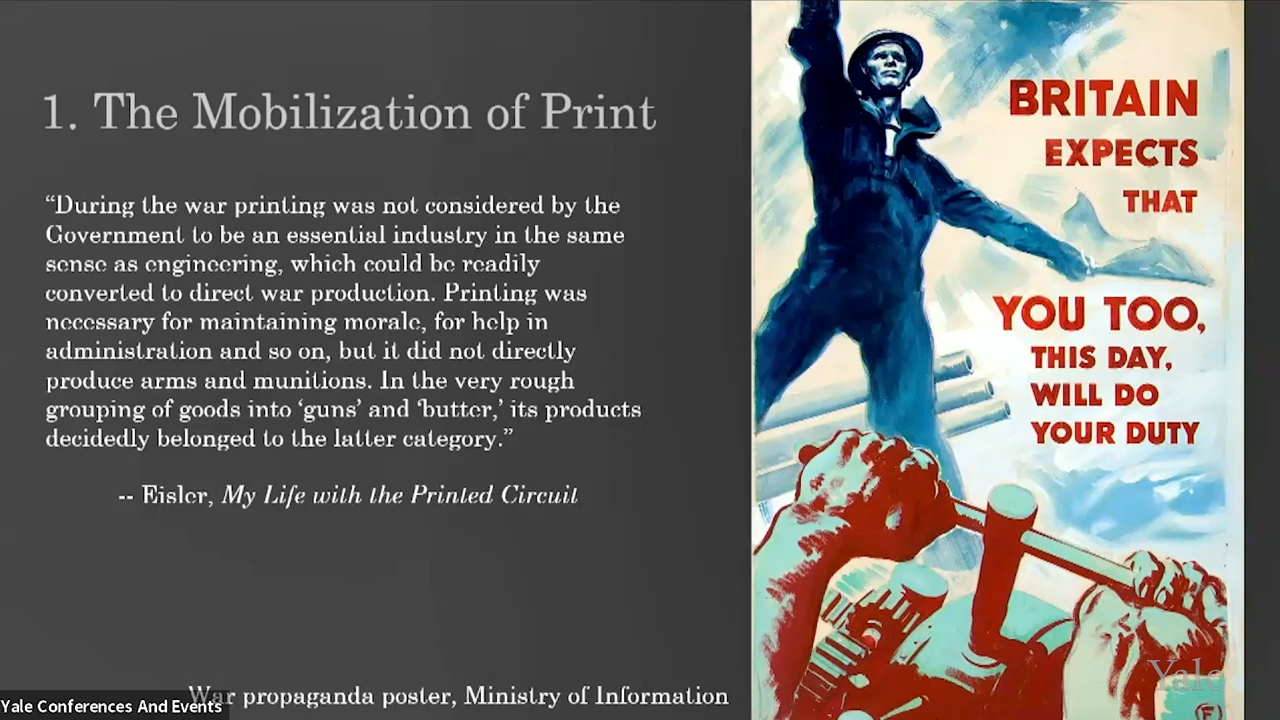 1. The Mobilization of Print
“During the war printing was not considered by the
Government to be an essential industry in the same
sense as engineering, which could be readily
converted to direct war production. Printing was
necessary for maintaining morale, for help in
administration and so on, but it did not directly
produce arms and munitions. In the very rough
grouping of goods into ‘guns’ and ‘butter,’ its products
decidedly belonged to the latter category.”
-- Eisler, My Life with the Printed Circuit
War propaganda poster, Ministry of Information
Yale Conferences And Events
BRITAIN
EXPECTS
THAT
YOU TOO,
THIS DAY,
WILL DO
YOUR DUTY
Yale